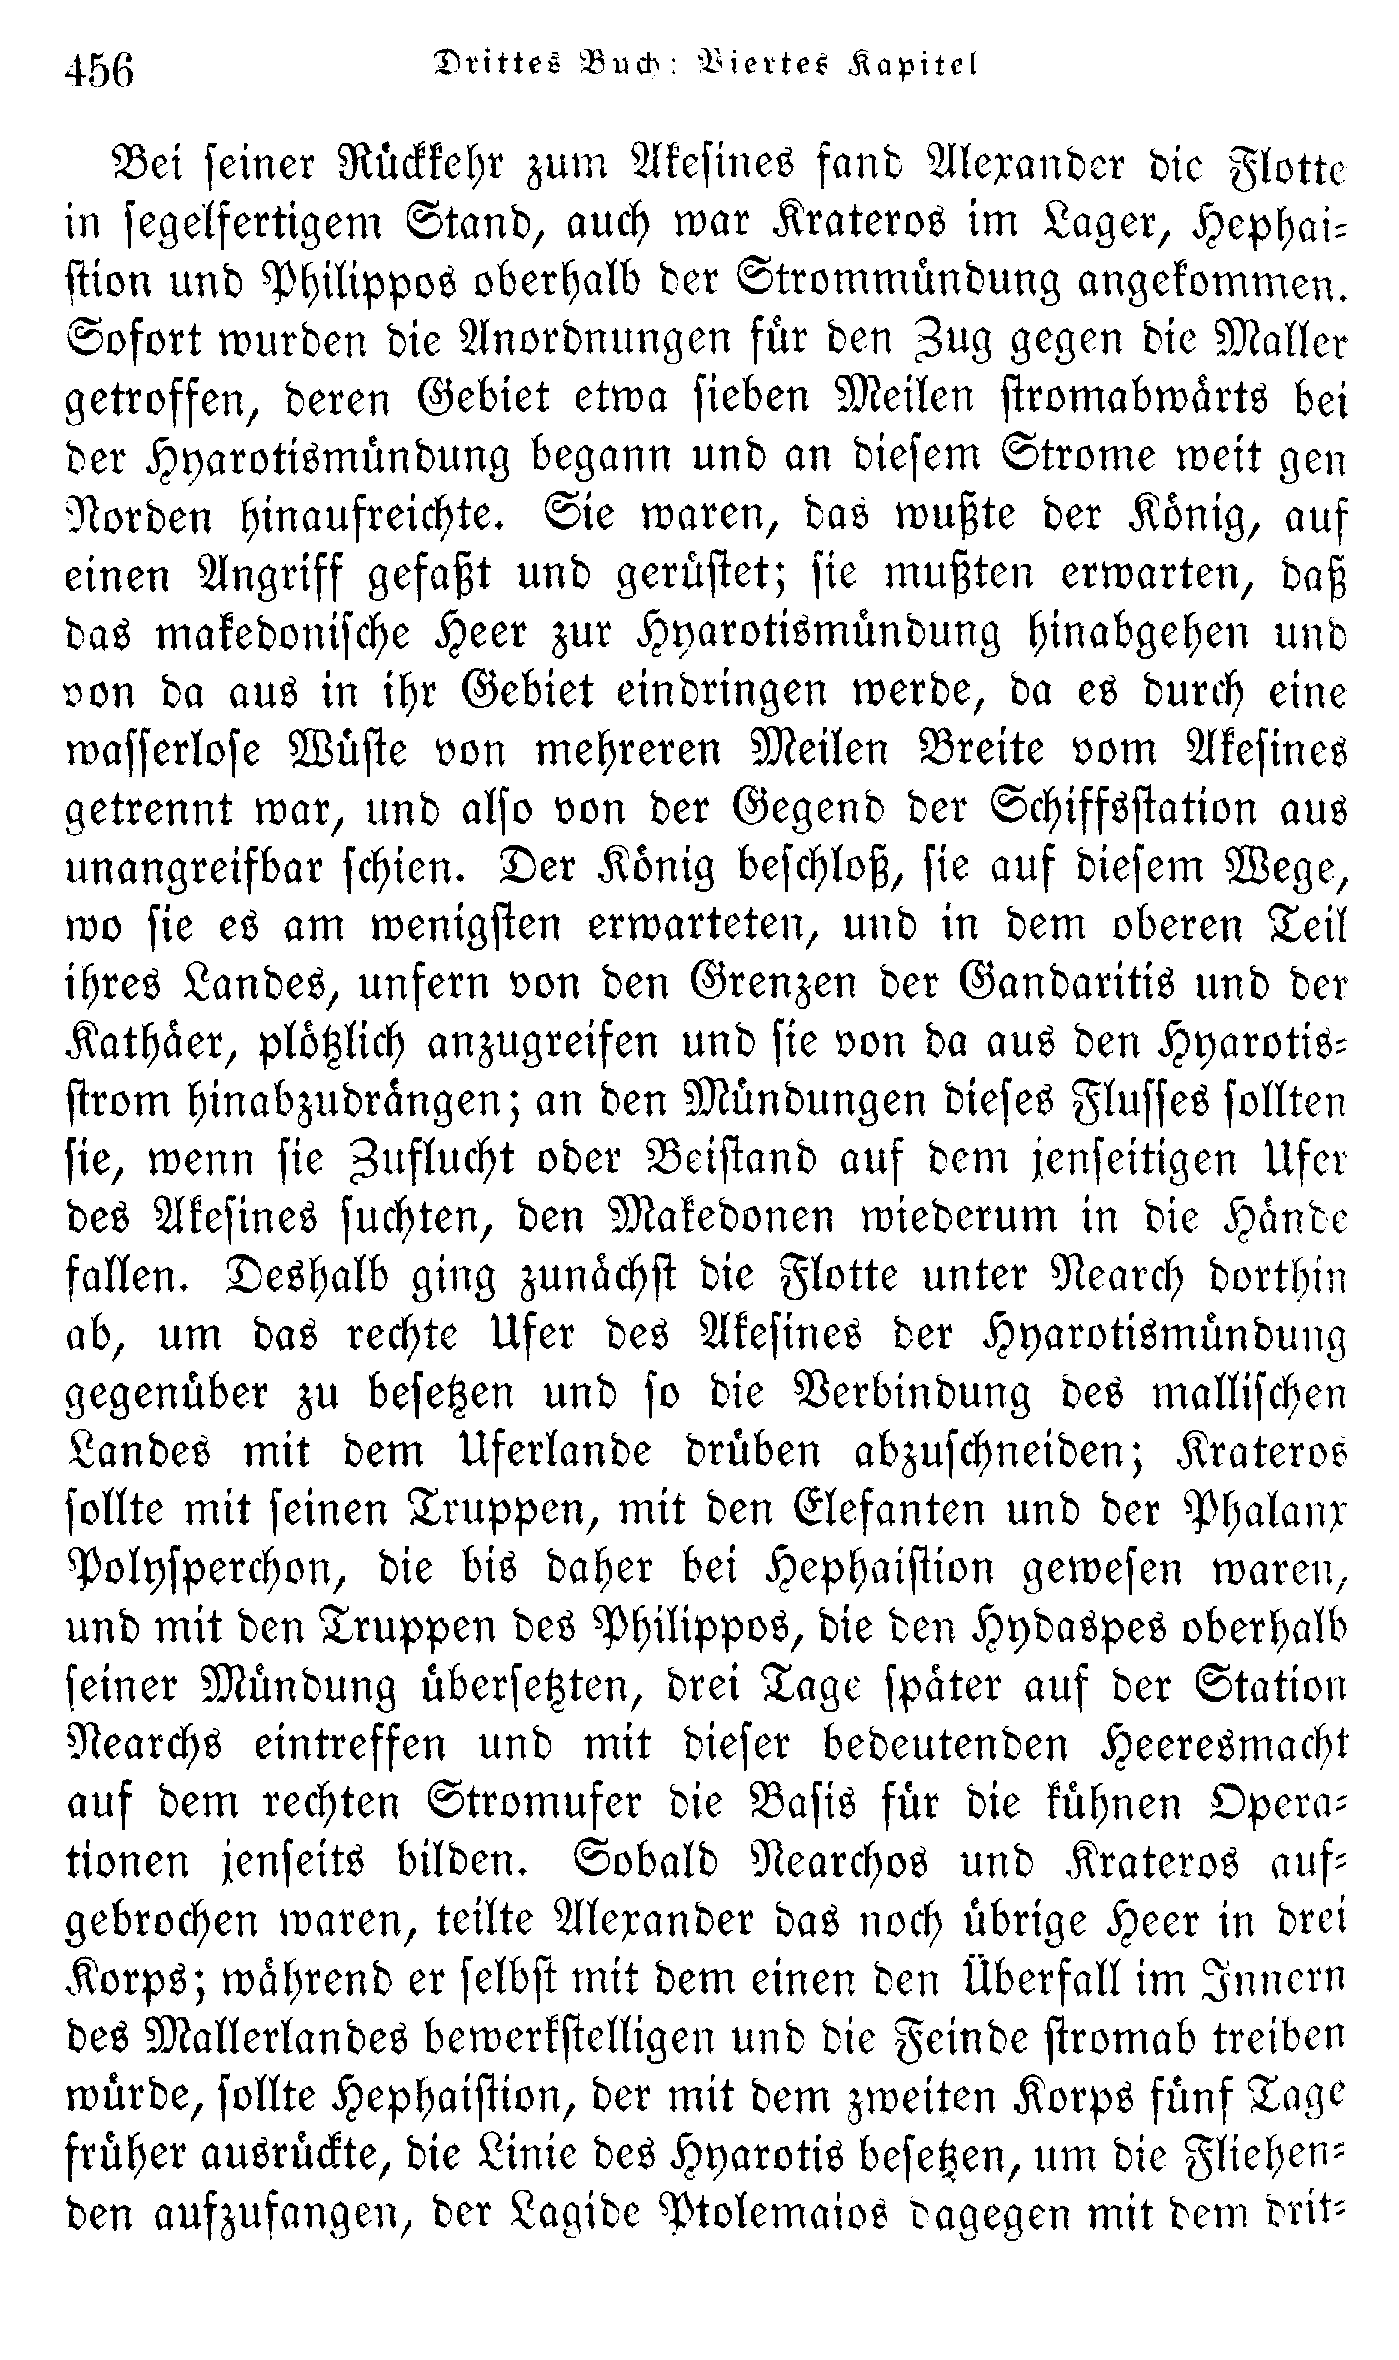 456 Drittes Buch: Viertes Kapitel
Bei seiner Rückkehr zum Akesines fand Alexander die Flotte
in segelfertigem Stand, auch war Krateros im Lager, Hephai-
stion und Philippos oberhalb der Strommündung angekommen.
Sofort wurden die Anordnungen für den Zug gegen die Maller
getroffen, deren Gebiet etwa sieben Meilen stromabwärts bei
der Hyarotismündung begann und an diesem Strome weit gen
Norden hinaufreichte. Sie waren, das wußte der König, auf
einen Angriff gefaßt und gerüstet; sie mußten erwarten, daß
das makedonische Heer zur Hyarotismündung hinabgehen und
von da aus in ihr Gebiet eindringen werde, da es durch eine
wasserlose Wüste von mehreren Meilen Breite vom Akesines
getrennt war, und also von der Gegend der Schiffsstation aus
unangreifbar schien. Der König beschloß, sie auf diesem Wege,
wo sie es am wenigsten erwarteten, und in dem oberen Teil
ihres Landes, unfern von den Grenzen der Gandaritis und der
Kathäer, plötzlich anzugreifen und sie von da aus den Hyarotis-
strom hinabzudrängen; an den Mündungen dieses Flusses sollten
sie, wenn sie Zuflucht oder Beistand auf dem jenseitigen Ufer
des Akesines suchten, den Makedonen wiederum in die Hände
fallen. Deshalb ging zunächst die Flotte unter Nearch dorthin
ab, um das rechte Ufer des Akesines der Hyarotismündung
gegenüber zu besetzen und so die Verbindung des mallischen
Landes mit dem Uferlande drüben abzuschneiden; Krateros
sollte mit seinen Truppen, mit den Elefanten und der Phalanx
Polysperchon, die bis daher bei Hephaistion gewesen waren,
und mit den Truppen des Philippos, die den Hydaspes oberhalb
seiner Mündung übersetzten, drei Tage später auf der Station
Nearchs eintreffen und mit dieser bedeutenden Heeresmacht
auf dem rechten Stromufer die Basis für die kühnen Opera-
tionen jenseits bilden. Sobald Nearchos und Krateros auf-
gebrochen waren, teilte Alexander das noch übrige Heer in drei
Korps; während er selbst mit dem einen den Überfall im Innern
des Mallerlandes bewerkstelligen und die Feinde stromab treiben
würde, sollte Hephaistion, der mit dem zweiten Korps fünf Tage
früher ausrückte, die Linie des Hyarotis besetzen, um die Fliehen-
den aufzufangen, der Lagide Ptolemaios dagegen mit dem drit-